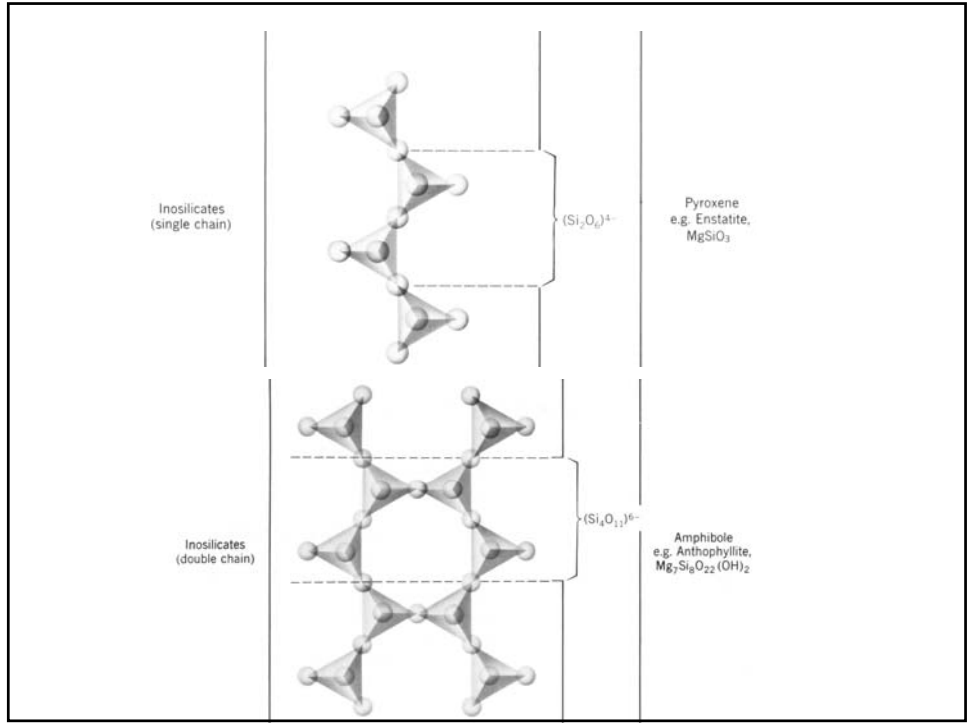 Inosilicates
(single chain)
(Si₂O₆)⁴⁻
Pyroxene
e.g. Enstatite,
MgSiO₃
Inosilicates
(double chain)
(Si₄O₁₁)⁶⁻
Amphibole
e.g. Anthophyllite,
Mg₇Si₈O₂₂(OH)₂